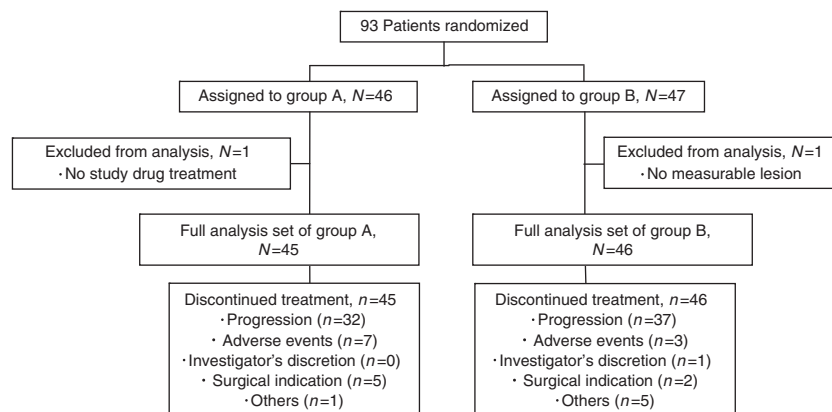 93 Patients randomized
Assigned to group A, N=46
Assigned to group B, N=47
Excluded from analysis, N=1
·No study drug treatment
Excluded from analysis, N=1
·No measurable lesion
Full analysis set of group A,
N=45
Full analysis set of group B,
N=46
Discontinued treatment, n=45
·Progression (n=32)
·Adverse events (n=7)
·Investigator's discretion (n=0)
·Surgical indication (n=5)
·Others (n=1)
Discontinued treatment, n=46
·Progression (n=37)
·Adverse events (n=3)
·Investigator's discretion (n=1)
·Surgical indication (n=2)
·Others (n=5)